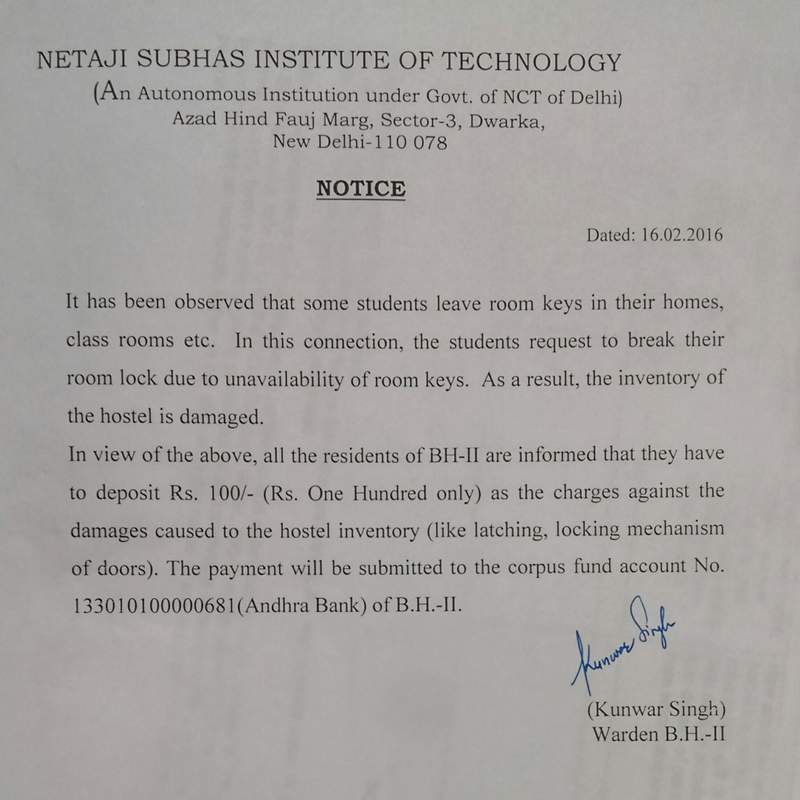 NETAJI SUBHAS INSTITUTE OF TECHNOLOGY
(An Autonomous Institution under Govt. of NCT of Delhi)
Azad Hind Fauj Marg, Sector-3, Dwarka,
New Delhi-110 078
NOTICE
Dated: 16.02.2016
It has been observed that some students leave room keys in their homes,
class rooms etc. In this connection, the students request to break their
room lock due to unavailability of room keys. As a result, the inventory of
the hostel is damaged.
In view of the above, all the residents of BH-II are informed that they have
to deposit Rs. 100/- (Rs. One Hundred only) as the charges against the
damages caused to the hostel inventory (like latching, locking mechanism
of doors). The payment will be submitted to the corpus fund account No.
133010100000681(Andhra Bank) of B.H.-II.
Kunwar Singh
(Kunwar Singh)
Warden B.H.-II